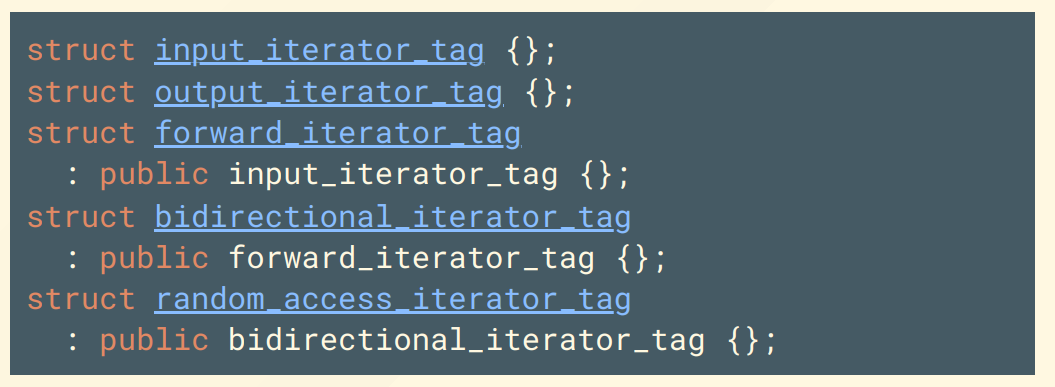 struct input_iterator_tag {};
struct output_iterator_tag {};
struct forward_iterator_tag
  : public input_iterator_tag {};
struct bidirectional_iterator_tag
  : public forward_iterator_tag {};
struct random_access_iterator_tag
  : public bidirectional_iterator_tag {};